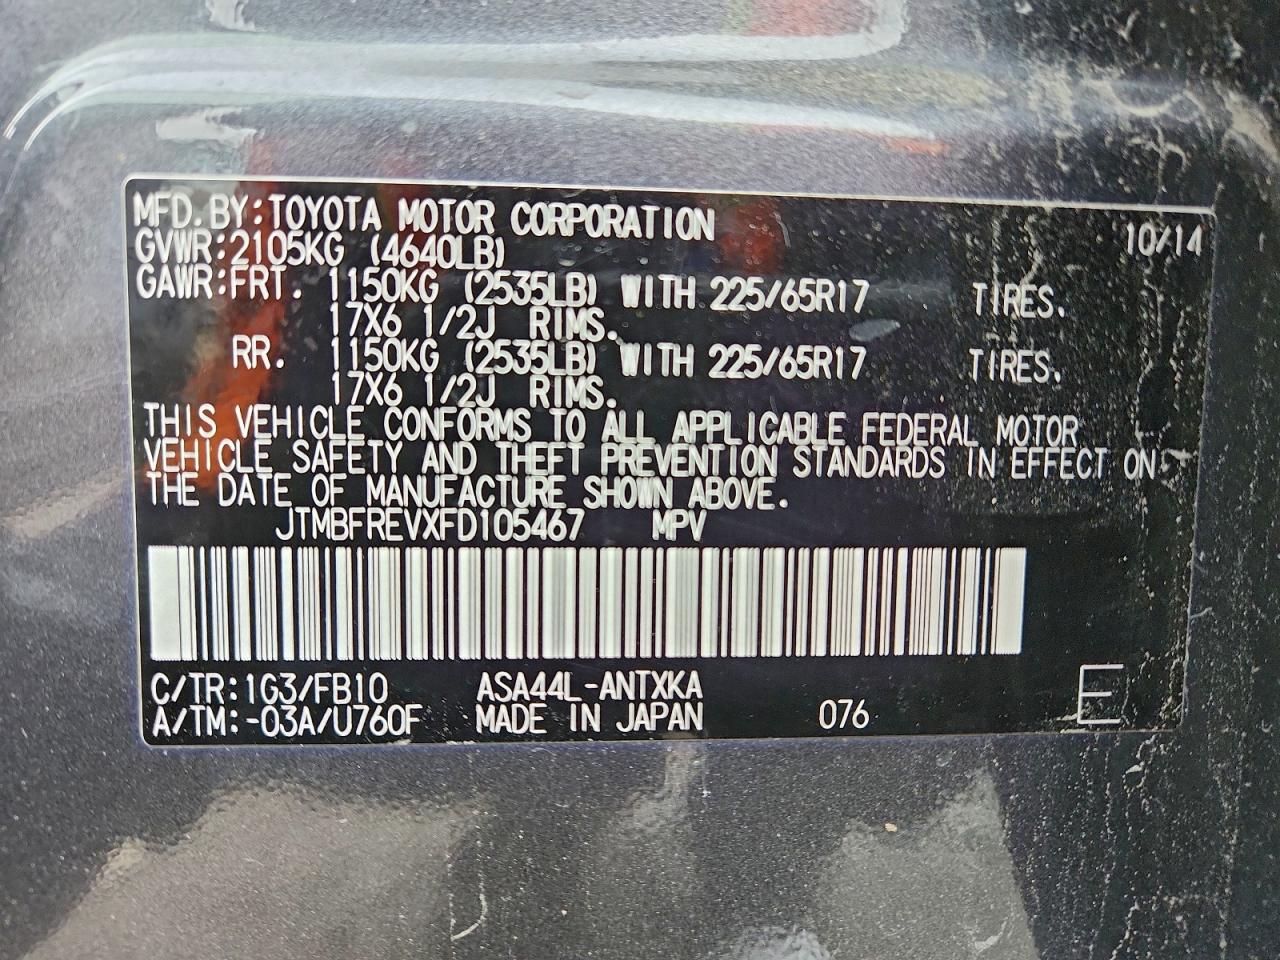 MFD. BY: TOYOTA MOTOR CORPORATION 10/14
GVWR: 2105KG (4640LB)
GAWR: FRT. 1150KG (2535LB) WITH 225/65R17 TIRES.
17X6 1/2J RIMS.
RR. 1150KG (2535LB) WITH 225/65R17 TIRES.
17X6 1/2J RIMS.
THIS VEHICLE CONFORMS TO ALL APPLICABLE FEDERAL MOTOR
VEHICLE SAFETY AND THEFT PREVENTION STANDARDS IN EFFECT ON
THE DATE OF MANUFACTURE SHOWN ABOVE.
JTMBFREVXFD105467 MPV
C/TR: 1G3/FB10 ASA44L-ANTXKA
A/TM: -03A/U760F MADE IN JAPAN 076 E